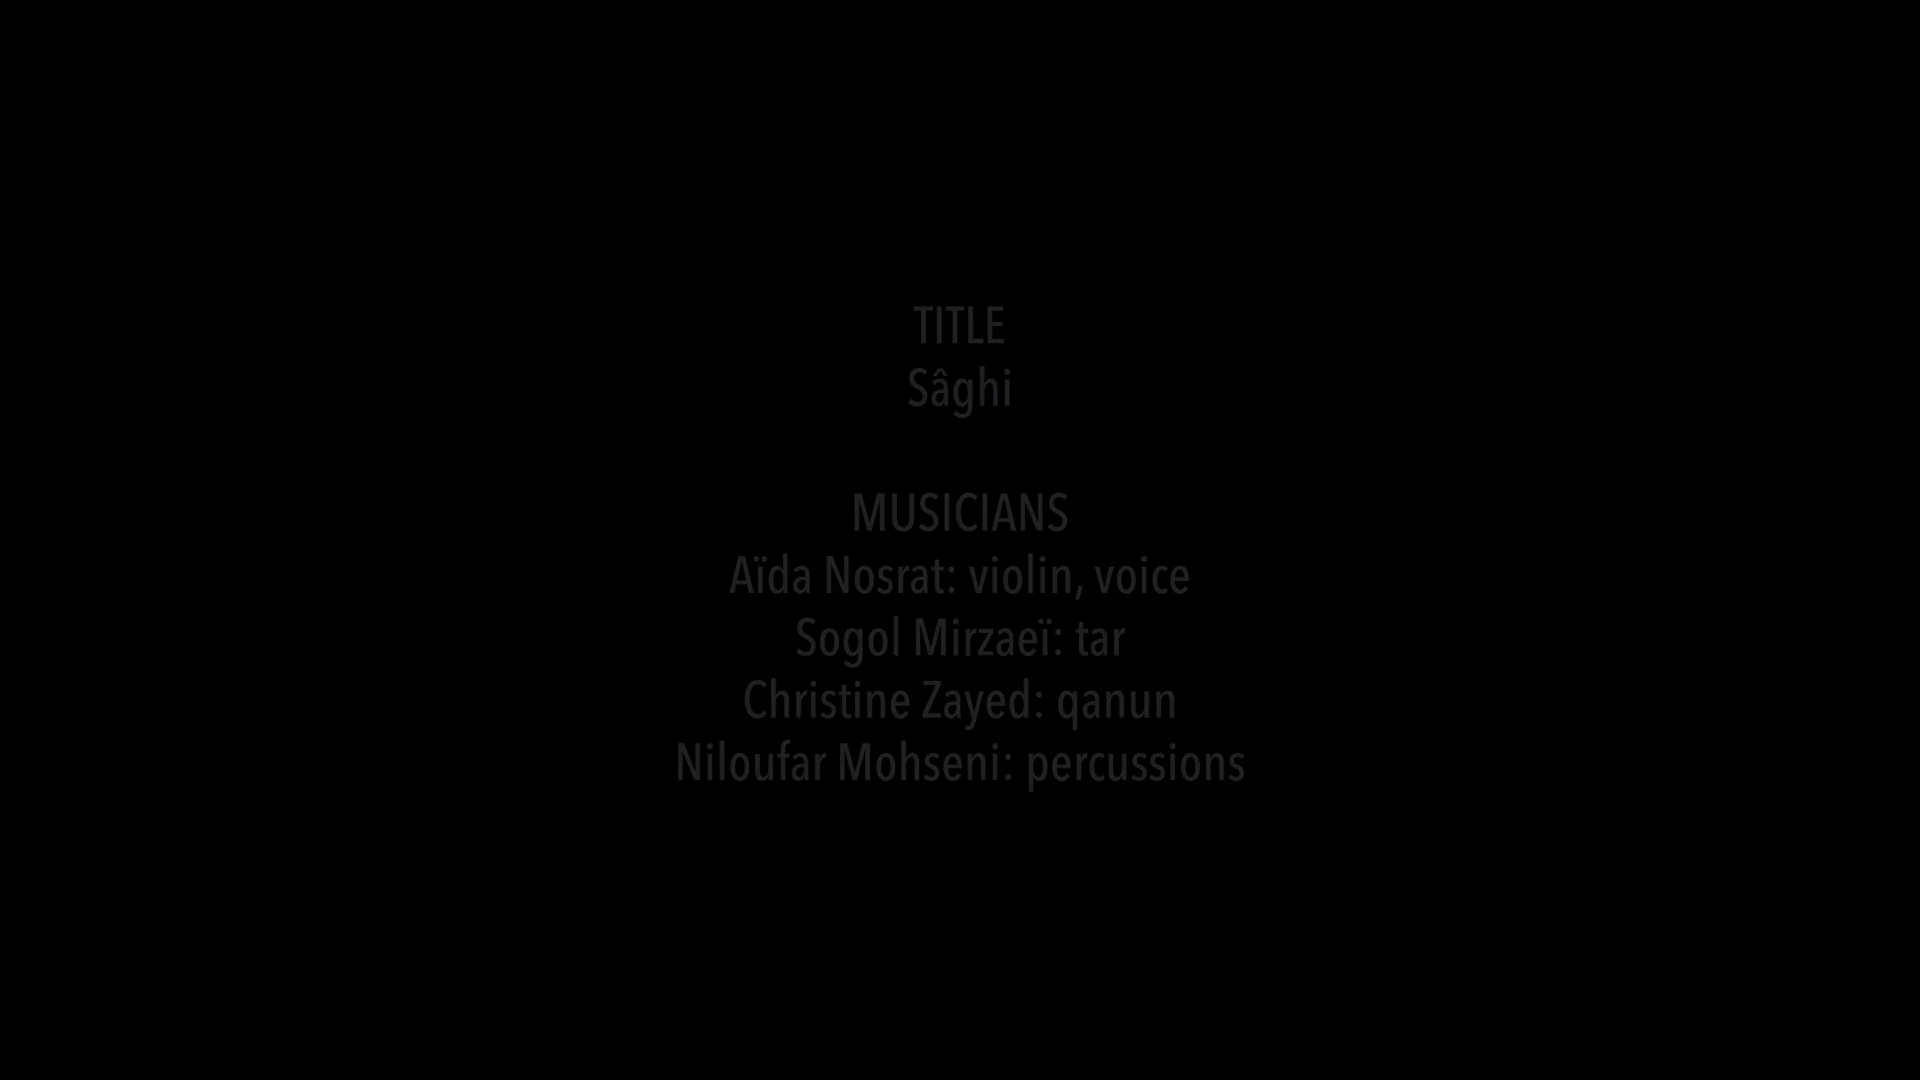 TITLE
Sâghi
MUSICIANS
Aïda Nosrat: violin, voice
Sogol Mirzaeï: tar
Christine Zayed: qanun
Niloufar Mohseni: percussions